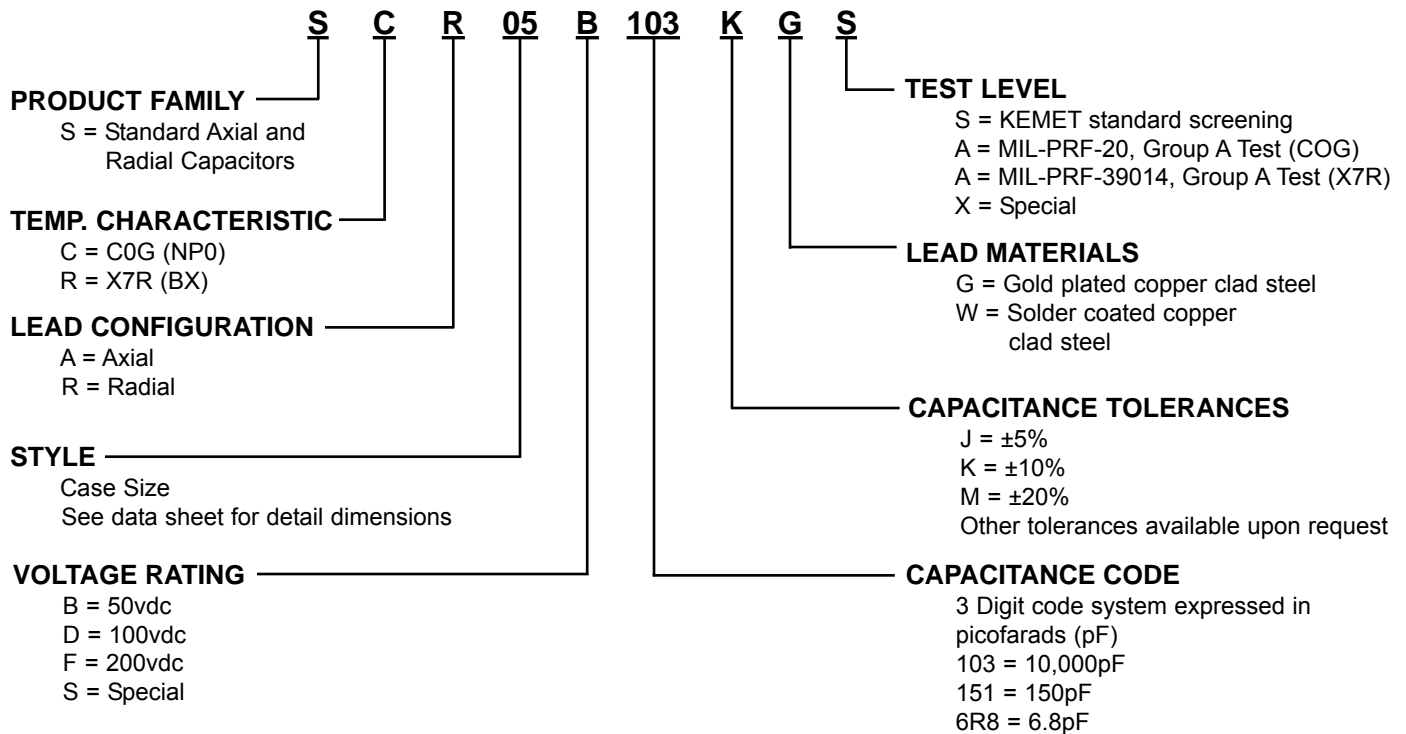 S C R 05 B 103 K G S
PRODUCT FAMILY
S = Standard Axial and
Radial Capacitors
TEMP. CHARACTERISTIC
C = C0G (NP0)
R = X7R (BX)
LEAD CONFIGURATION
A = Axial
R = Radial
STYLE
Case Size
See data sheet for detail dimensions
VOLTAGE RATING
B = 50vdc
D = 100vdc
F = 200vdc
S = Special
TEST LEVEL
S = KEMET standard screening
A = MIL-PRF-20, Group A Test (COG)
A = MIL-PRF-39014, Group A Test (X7R)
X = Special
LEAD MATERIALS
G = Gold plated copper clad steel
W = Solder coated copper
clad steel
CAPACITANCE TOLERANCES
J = ±5%
K = ±10%
M = ±20%
Other tolerances available upon request
CAPACITANCE CODE
3 Digit code system expressed in
picofarads (pF)
103 = 10,000pF
151 = 150pF
6R8 = 6.8pF